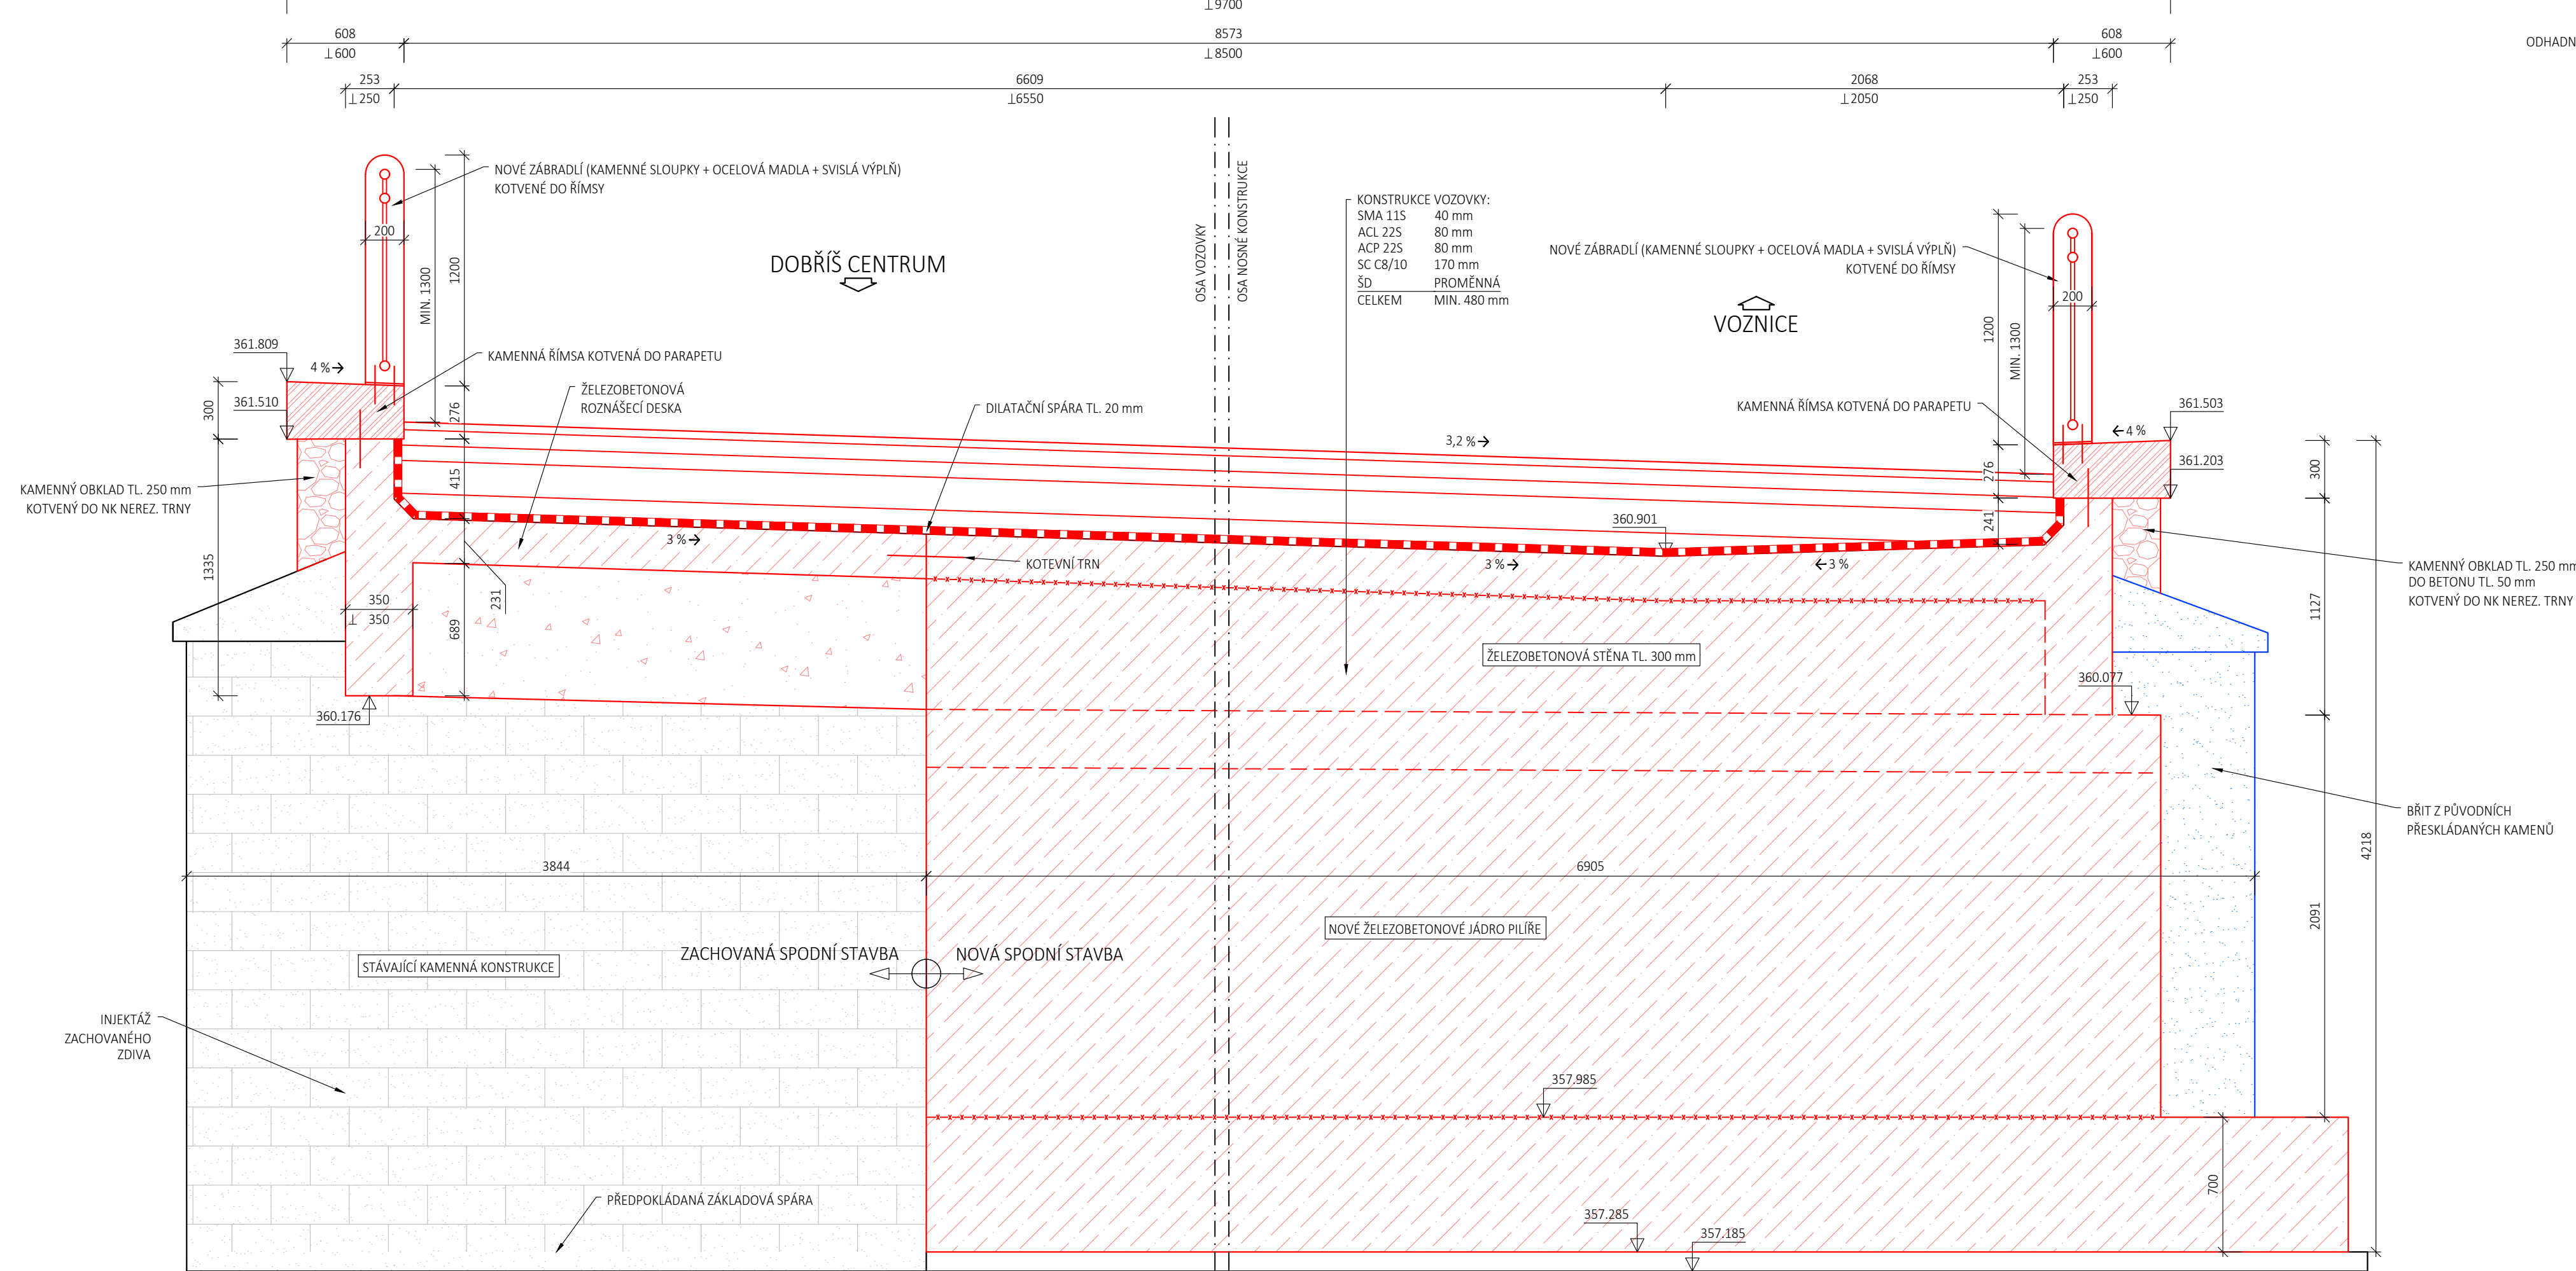 ⊥9700
608
8573
608
⊥600
⊥8500
⊥600
ODHADN
253
6609
2068
253
⊥250
⊥6550
⊥2050
⊥250
NOVÉ ZÁBRADLÍ (KAMENNÉ SLOUPKY + OCELOVÁ MADLA + SVISLÁ VÝPLŇ)
KOTVENÉ DO ŘÍMSY
200
MIN. 1300
1200
DOBŘÍŠ CENTRUM
OSA VOZOVKY
OSA NOSNÉ KONSTRUKCE
KONSTRUKCE VOZOVKY:
SMA 11S 40 mm
ACL 22S 80 mm
ACP 22S 80 mm
SC C8/10 170 mm
ŠD PROMĚNNÁ
CELKEM MIN. 480 mm
NOVÉ ZÁBRADLÍ (KAMENNÉ SLOUPKY + OCELOVÁ MADLA + SVISLÁ VÝPLŇ)
KOTVENÉ DO ŘÍMSY
VOZNICE
200
1200
MIN. 1300
361.809
4 %
KAMENNÁ ŘÍMSA KOTVENÁ DO PARAPETU
ŽELEZOBETONOVÁ
ROZNÁŠECÍ DESKA
300
361.510
276
DILATAČNÍ SPÁRA TL. 20 mm
KAMENNÁ ŘÍMSA KOTVENÁ DO PARAPETU
361.503
4 %
3,2 %
361.203
300
276
KAMENNÝ OBKLAD TL. 250 mm
KOTVENÝ DO NK NEREZ. TRNY
415
360.901
241
3 %
KOTEVNÍ TRN
3 %
3 %
1335
KAMENNÝ OBKLAD TL. 250 mm
DO BETONU TL. 50 mm
KOTVENÝ DO NK NEREZ. TRNY
350
⊥ 350
231
689
1127
ŽELEZOBETONOVÁ STĚNA TL. 300 mm
360.077
360.176
BŘIT Z PŮVODNÍCH
PŘESKLÁDANÝCH KAMENŮ
4218
3844
6905
2091
NOVÉ ŽELEZOBETONOVÉ JÁDRO PILÍŘE
ZACHOVANÁ SPODNÍ STAVBA
NOVÁ SPODNÍ STAVBA
STÁVAJÍCÍ KAMENNÁ KONSTRUKCE
INJEKTÁŽ
ZACHOVANÉHO
ZDIVA
357.985
PŘEDPOKLÁDANÁ ZÁKLADOVÁ SPÁRA
700
357.285
357.185